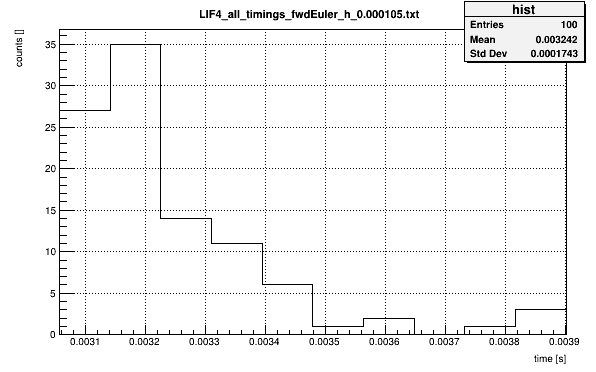 LIF4_all_timings_fwdEuler_h_0.000105.txt
hist
Entries 100
Mean 0.003242
Std Dev 0.0001743
counts []
35
30
25
20
15
10
5
0
0.0031 0.0032 0.0033 0.0034 0.0035 0.0036 0.0037 0.0038 0.0039
time [s]